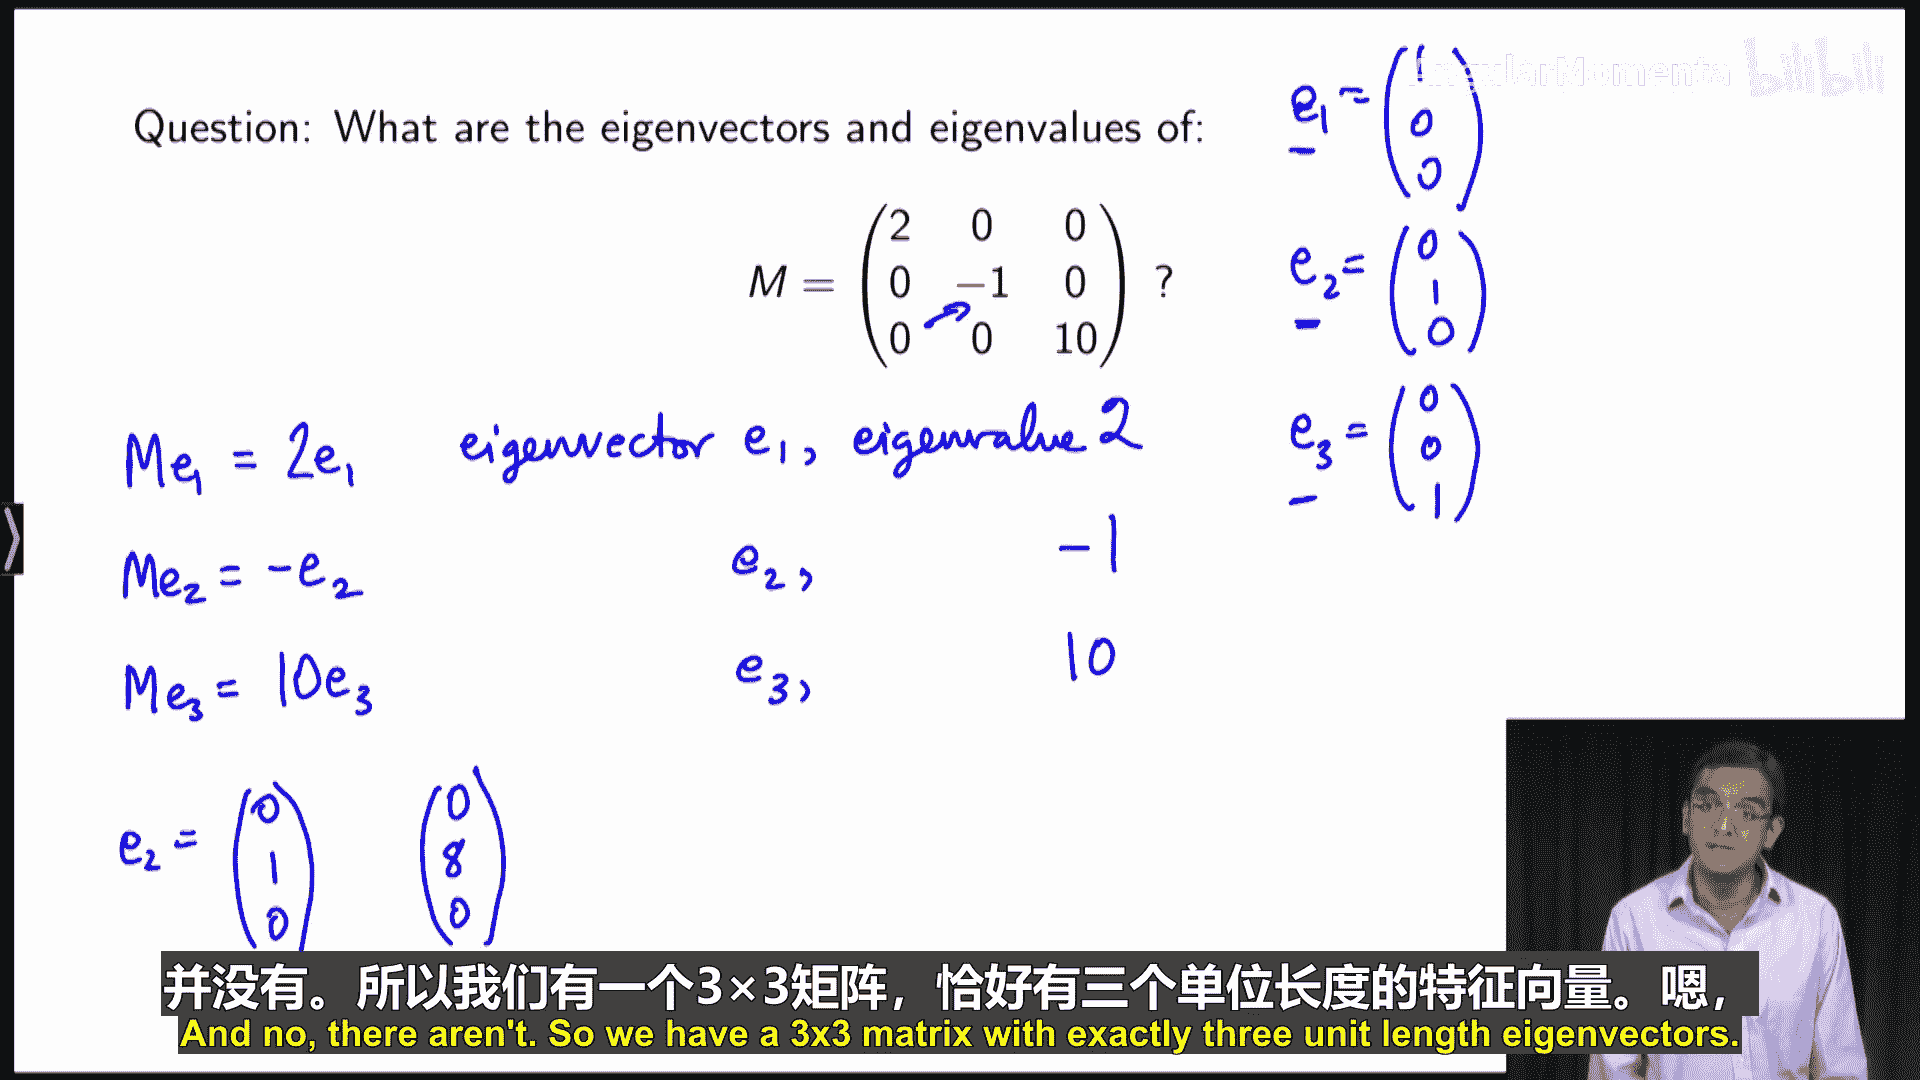 AngularMomenta bilibili
Question: What are the eigenvectors and eigenvalues of:
M = ( 2 0 0
0 −1 0
0 0 10 ) ?
e1 = ( 1
0
0 )
e2 = ( 0
1
0 )
e3 = ( 0
0
1 )
Me1 = 2e1 eigenvector e1, eigenvalue 2
Me2 = -e2 e2, -1
Me3 = 10e3 e3, 10
e2 = ( 0 1 0 ) ( 0 8 0 )
并没有。所以我们有一个3×3矩阵，恰好有三个单位长度的特征向量。嗯，
And no, there aren't. So we have a 3x3 matrix with exactly three unit length eigenvectors.